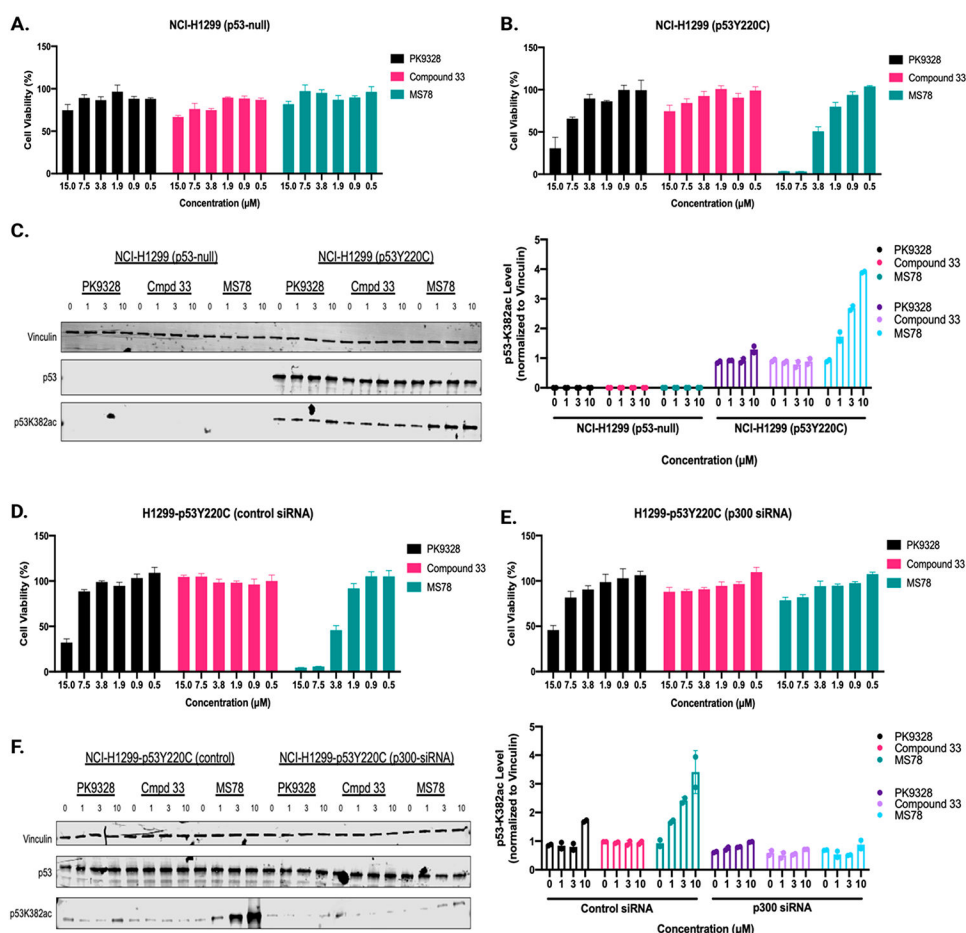 A.
NCI-H1299 (p53-null)
Cell Viability (%)
150
100
50
0
15.0 7.5 3.8 1.9 0.9 0.5 15.0 7.5 3.8 1.9 0.9 0.5 15.0 7.5 3.8 1.9 0.9 0.5
Concentration (µM)
PK9328
Compound 33
MS78
B.
NCI-H1299 (p53Y220C)
Cell Viability (%)
150
100
50
0
15.0 7.5 3.8 1.9 0.9 0.5 15.0 7.5 3.8 1.9 0.9 0.5 15.0 7.5 3.8 1.9 0.9 0.5
Concentration (µM)
PK9328
Compound 33
MS78
C.
NCI-H1299 (p53-null) NCI-H1299 (p53Y220C)
PK9328 Cmpd 33 MS78 PK9328 Cmpd 33 MS78
0 1 3 10 0 1 3 10 0 1 3 10 0 1 3 10 0 1 3 10 0 1 3 10
Vinculin
p53
p53K382ac
p53-K382ac Level
(normalized to Vinculin)
5
4
3
2
1
0
0 1 3 10 0 1 3 10 0 1 3 10 0 1 3 10 0 1 3 10 0 1 3 10
NCI-H1299 (p53-null) NCI-H1299 (p53Y220C)
Concentration (µM)
PK9328
Compound 33
MS78
PK9328
Compound 33
MS78
D.
H1299-p53Y220C (control siRNA)
Cell Viability (%)
150
100
50
0
15.0 7.5 3.8 1.9 0.9 0.5 15.0 7.5 3.8 1.9 0.9 0.5 15.0 7.5 3.8 1.9 0.9 0.5
Concentration (µM)
PK9328
Compound 33
MS78
E.
H1299-p53Y220C (p300 siRNA)
Cell Viability (%)
150
100
50
0
15.0 7.5 3.8 1.9 0.9 0.5 15.0 7.5 3.8 1.9 0.9 0.5 15.0 7.5 3.8 1.9 0.9 0.5
Concentration (µM)
PK9328
Compound 33
MS78
F.
NCI-H1299-p53Y220C (control) NCI-H1299-p53Y220C (p300-siRNA)
PK9328 Cmpd 33 MS78 PK9328 Cmpd 33 MS78
0 1 3 10 0 1 3 10 0 1 3 10 0 1 3 10 0 1 3 10 0 1 3 10
Vinculin
p53
p53K382ac
p53-K382ac Level
(normalized to Vinculin)
5
4
3
2
1
0
0 1 3 10 0 1 3 10 0 1 3 10 0 1 3 10 0 1 3 10 0 1 3 10
Control siRNA p300 siRNA
Concentration (µM)
PK9328
Compound 33
MS78
PK9328
Compound 33
MS78